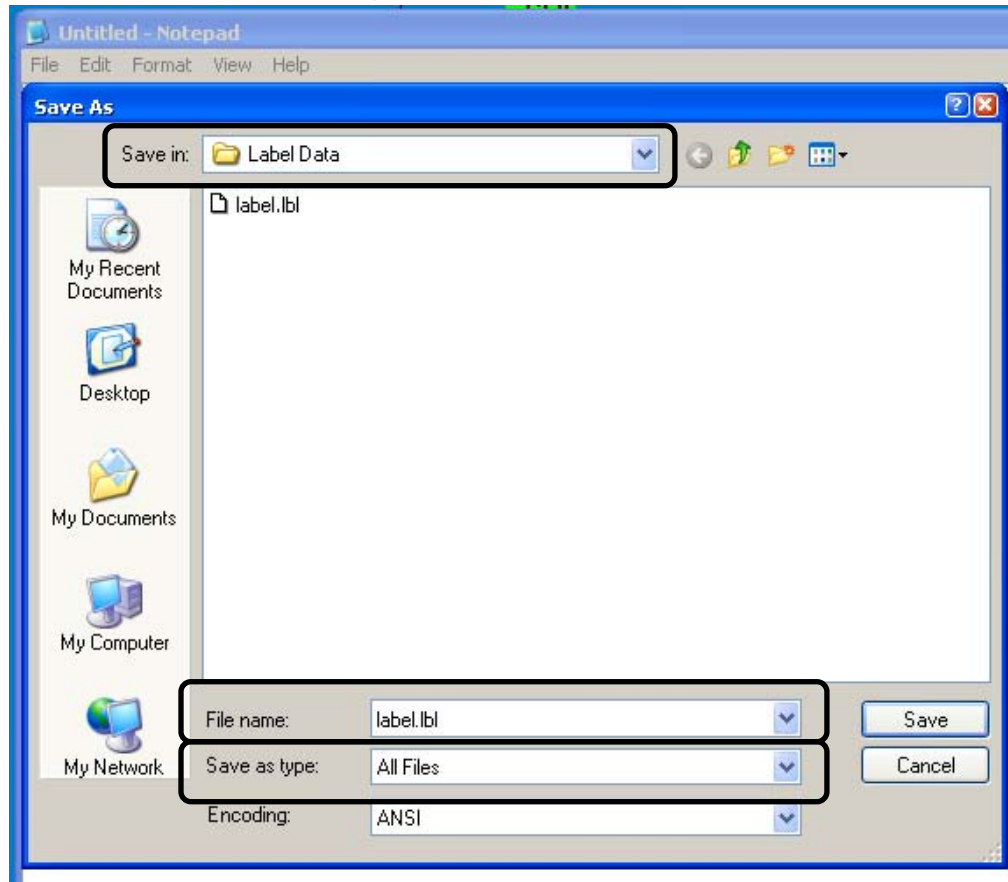 Untitled - Notepad
File Edit Format View Help
Save As
Save in: Label Data
label.lbl
My Recent
Documents
Desktop
My Documents
My Computer
My Network
File name: label.lbl Save
Save as type: All Files Cancel
Encoding: ANSI